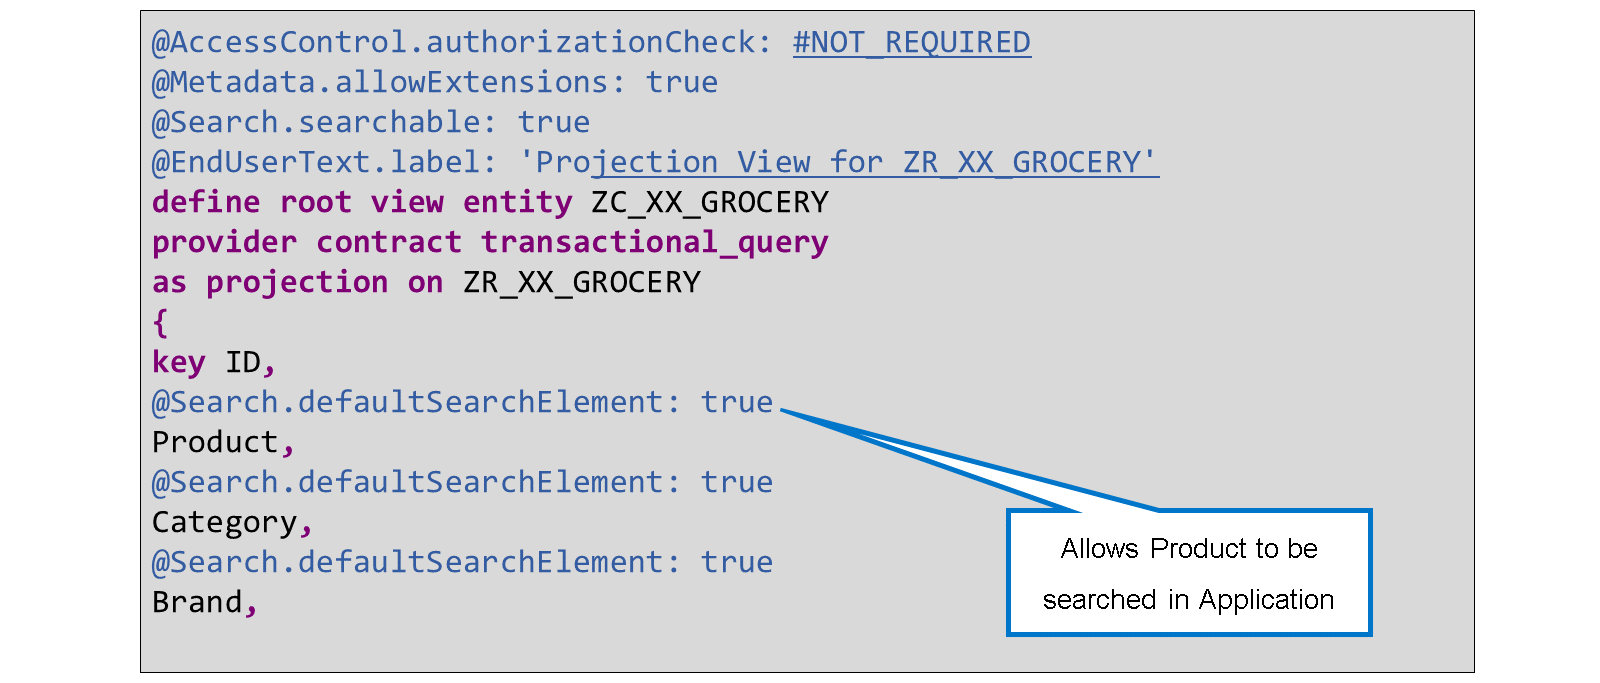 @AccessControl.authorizationCheck: #NOT_REQUIRED
@Metadata.allowExtensions: true
@Search.searchable: true
@EndUserText.label: 'Projection View for ZR_XX_GROCERY'
define root view entity ZC_XX_GROCERY
provider contract transactional_query
as projection on ZR_XX_GROCERY
{
key ID,
@Search.defaultSearchElement: true
Product,
@Search.defaultSearchElement: true
Category,
@Search.defaultSearchElement: true
Brand,
Allows Product to be
searched in Application